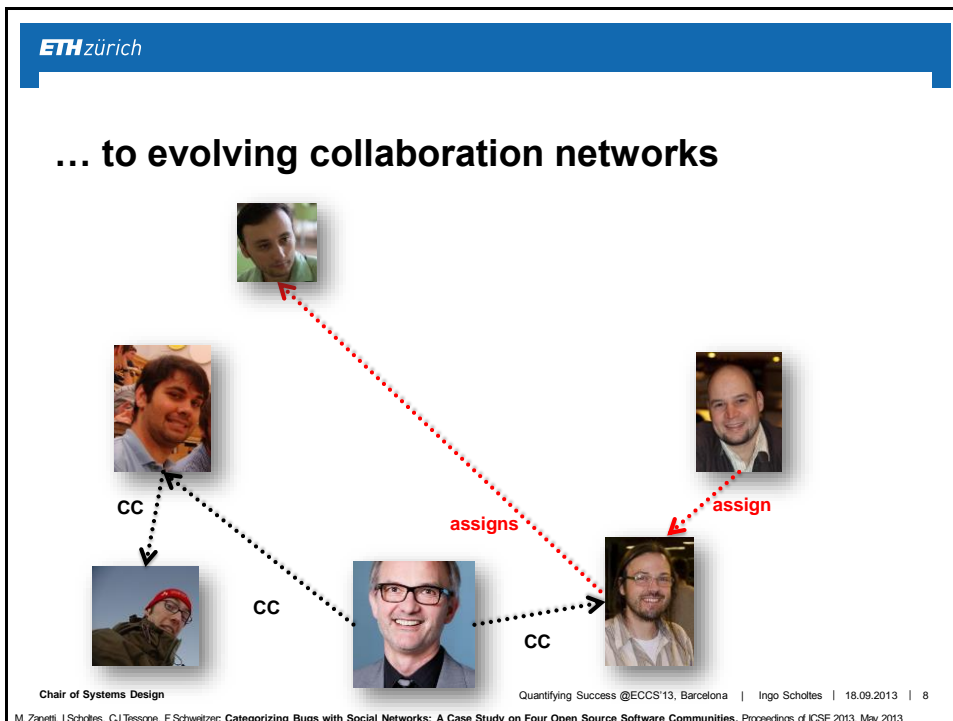 ETH zürich
… to evolving collaboration networks
CC
assigns
assign
CC
CC
Chair of Systems Design
Quantifying Success @ECCS'13, Barcelona | Ingo Scholtes | 18.09.2013 | 8
M. Zanetti, I.Scholtes, CJ.Tessone, F.Schweitzer: Categorizing Bugs with Social Networks: A Case Study on Four Open Source Software Communities, Proceedings of ICSE 2013, May 2013